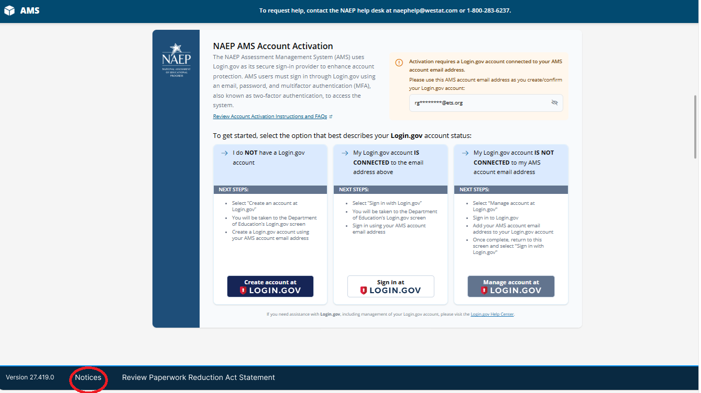 AMS
To request help, contact the NAEP help desk at naephelp@westat.com or 1-800-283-6237.
NAEP
NAEP AMS Account Activation
The NAEP Assessment Management System (AMS) uses
Login.gov as its secure sign-in provider to enhance account
protection. AMS users must sign in through Login.gov using
an email, password, and multifactor authentication (MFA),
also known as two-factor authentication, to access the
system.
Review Account Activation Instructions and FAQs
Activation requires a Login.gov account connected to your AMS
account email address.
Please use this AMS account email address as you create/confirm
your Login.gov account:
rg********@ets.org
To get started, select the option that best describes your Login.gov account status:
I do NOT have a Login.gov
account
NEXT STEPS:
Select "Create an account at
Login.gov"
You will be taken to the Department
of Education's Login.gov screen
Create a Login.gov account using
your AMS account email address
Create account at
LOGIN.GOV
My Login.gov account IS
CONNECTED to the email
address above
NEXT STEPS:
Select "Sign in with Login.gov"
You will be taken to the Department
of Education's Login.gov screen
Sign in using your AMS account
email address
Sign in at
LOGIN.GOV
My Login.gov account IS NOT
CONNECTED to my AMS
account email address
NEXT STEPS:
Select "Manage account at
Login.gov"
Sign in to Login.gov
Add your AMS account email
address to your Login.gov account
Once complete, return to this
screen and select "Sign in with
Login.gov"
Manage account at
LOGIN.GOV
If you need assistance with Login.gov, including management of your Login.gov account, please visit the Login.gov Help Center.
Version 27.419.0
Notices
Review Paperwork Reduction Act Statement